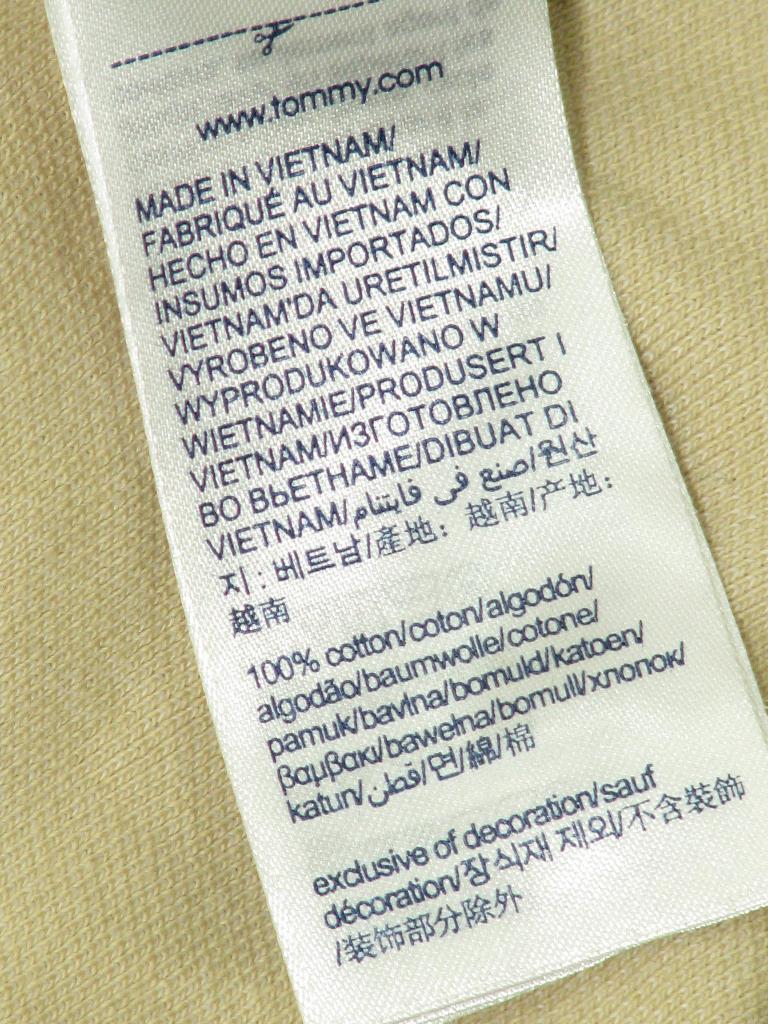 www.tommy.com
MADE IN VIETNAM/
FABRIQUÉ AU VIETNAM/
HECHO EN VIETNAM CON
INSUMOS IMPORTADOS/
VIETNAM'DA URETILMISTIR/
VYROBENO VE VIETNAMU/
WYPRODUKOWANO W
WIETNAMIE/PRODUSERT I
VIETNAM/ИЗГОТОВЛЕНО
ВО ВЬЕТНАМЕ/DIBUAT DI
VIETNAM/صنع في فايتنام/원산
지 : 베트남/產地: 越南/产地:
越南
100% cotton/coton/algodón/
algodão/baumwolle/cotone/
pamuk/bavlna/bomuld/katoen/
βαμβακι/bawełna/bomull/хлопок/
katun/قطن/면/綿/棉
exclusive of decoration/sauf
décoration/장식재 제외/不含裝飾
/装饰部分除外